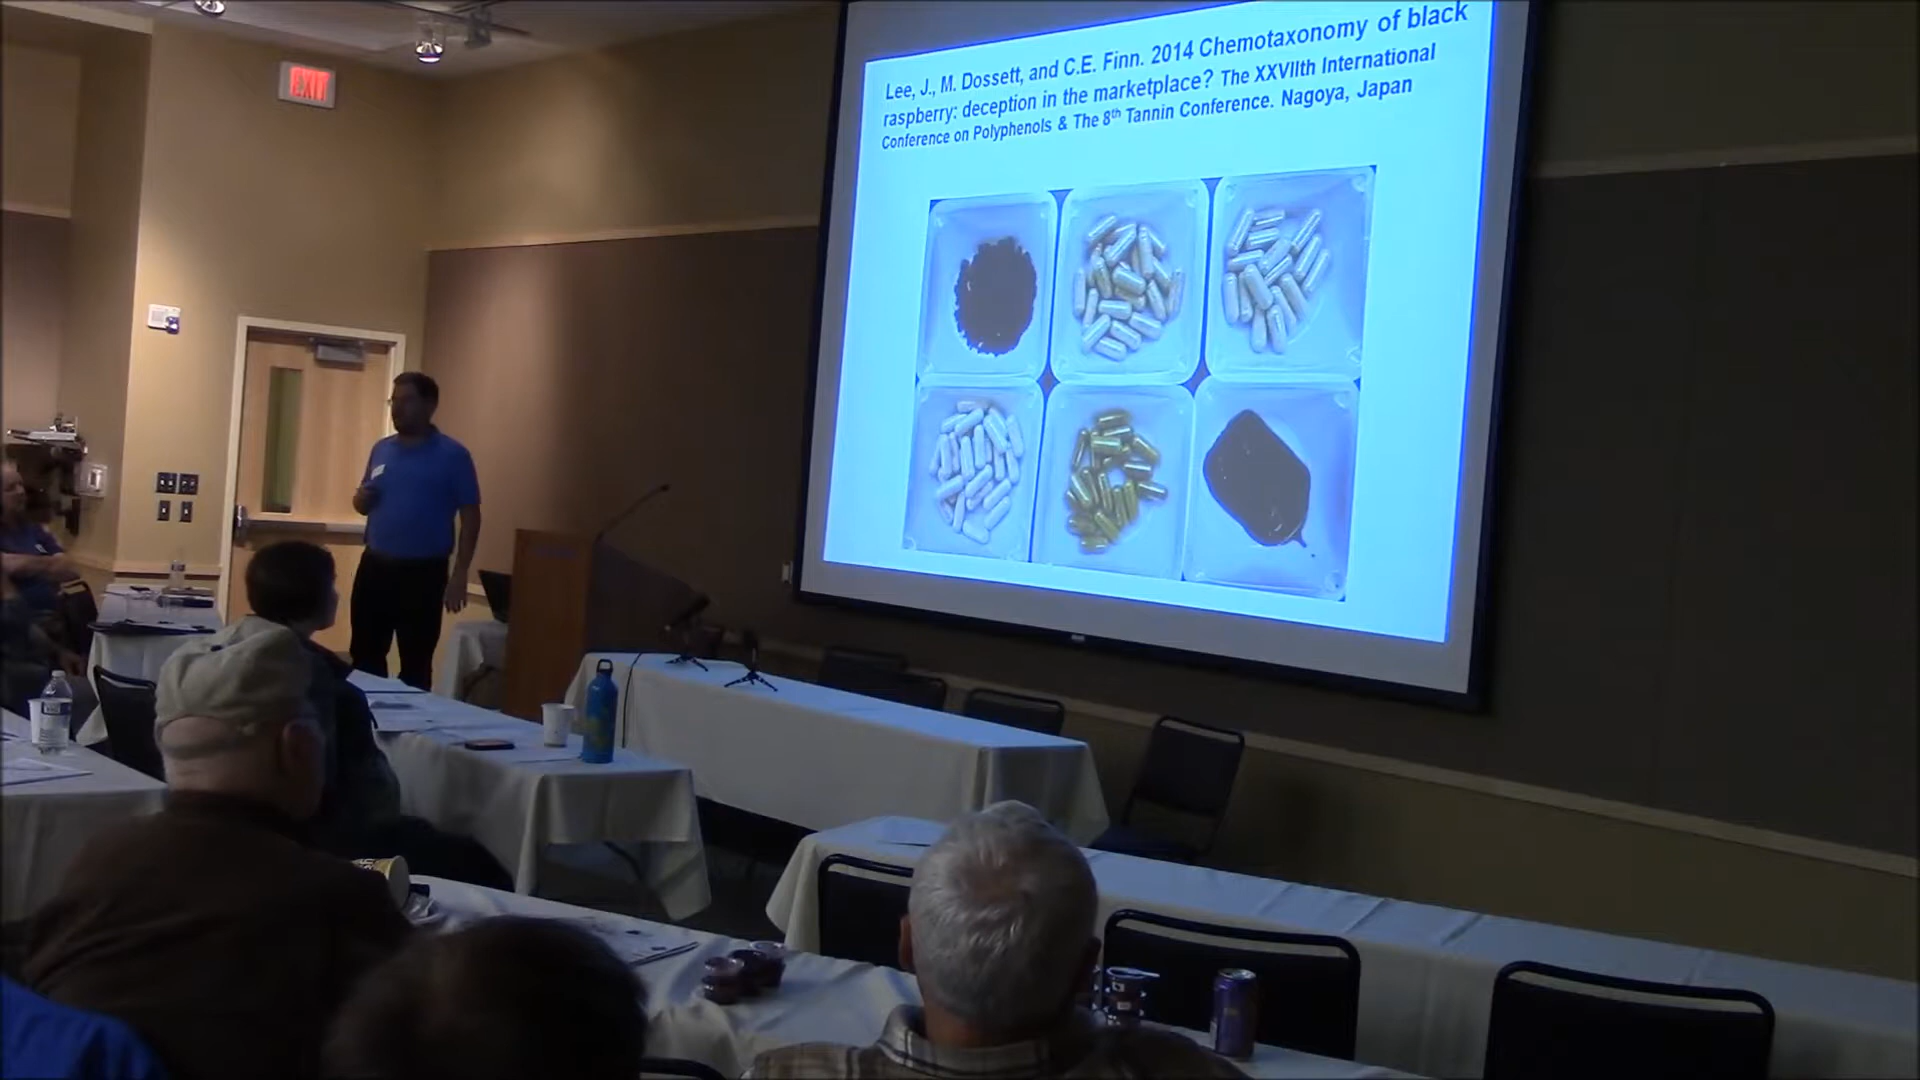 EXIT
Lee, J., M. Dossett, and C.E. Finn. 2014 Chemotaxonomy of black
raspberry: deception in the marketplace? The XXVIIth International
Conference on Polyphenols & The 8th Tannin Conference. Nagoya, Japan